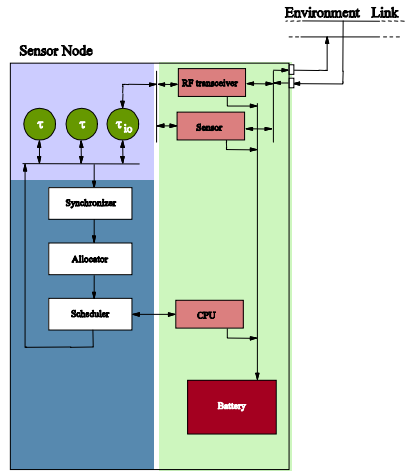 Environment Link
Sensor Node
RF transceiver
τ
τ
τio
Sensor
Synchronizer
Allocator
Scheduler
CPU
Battery